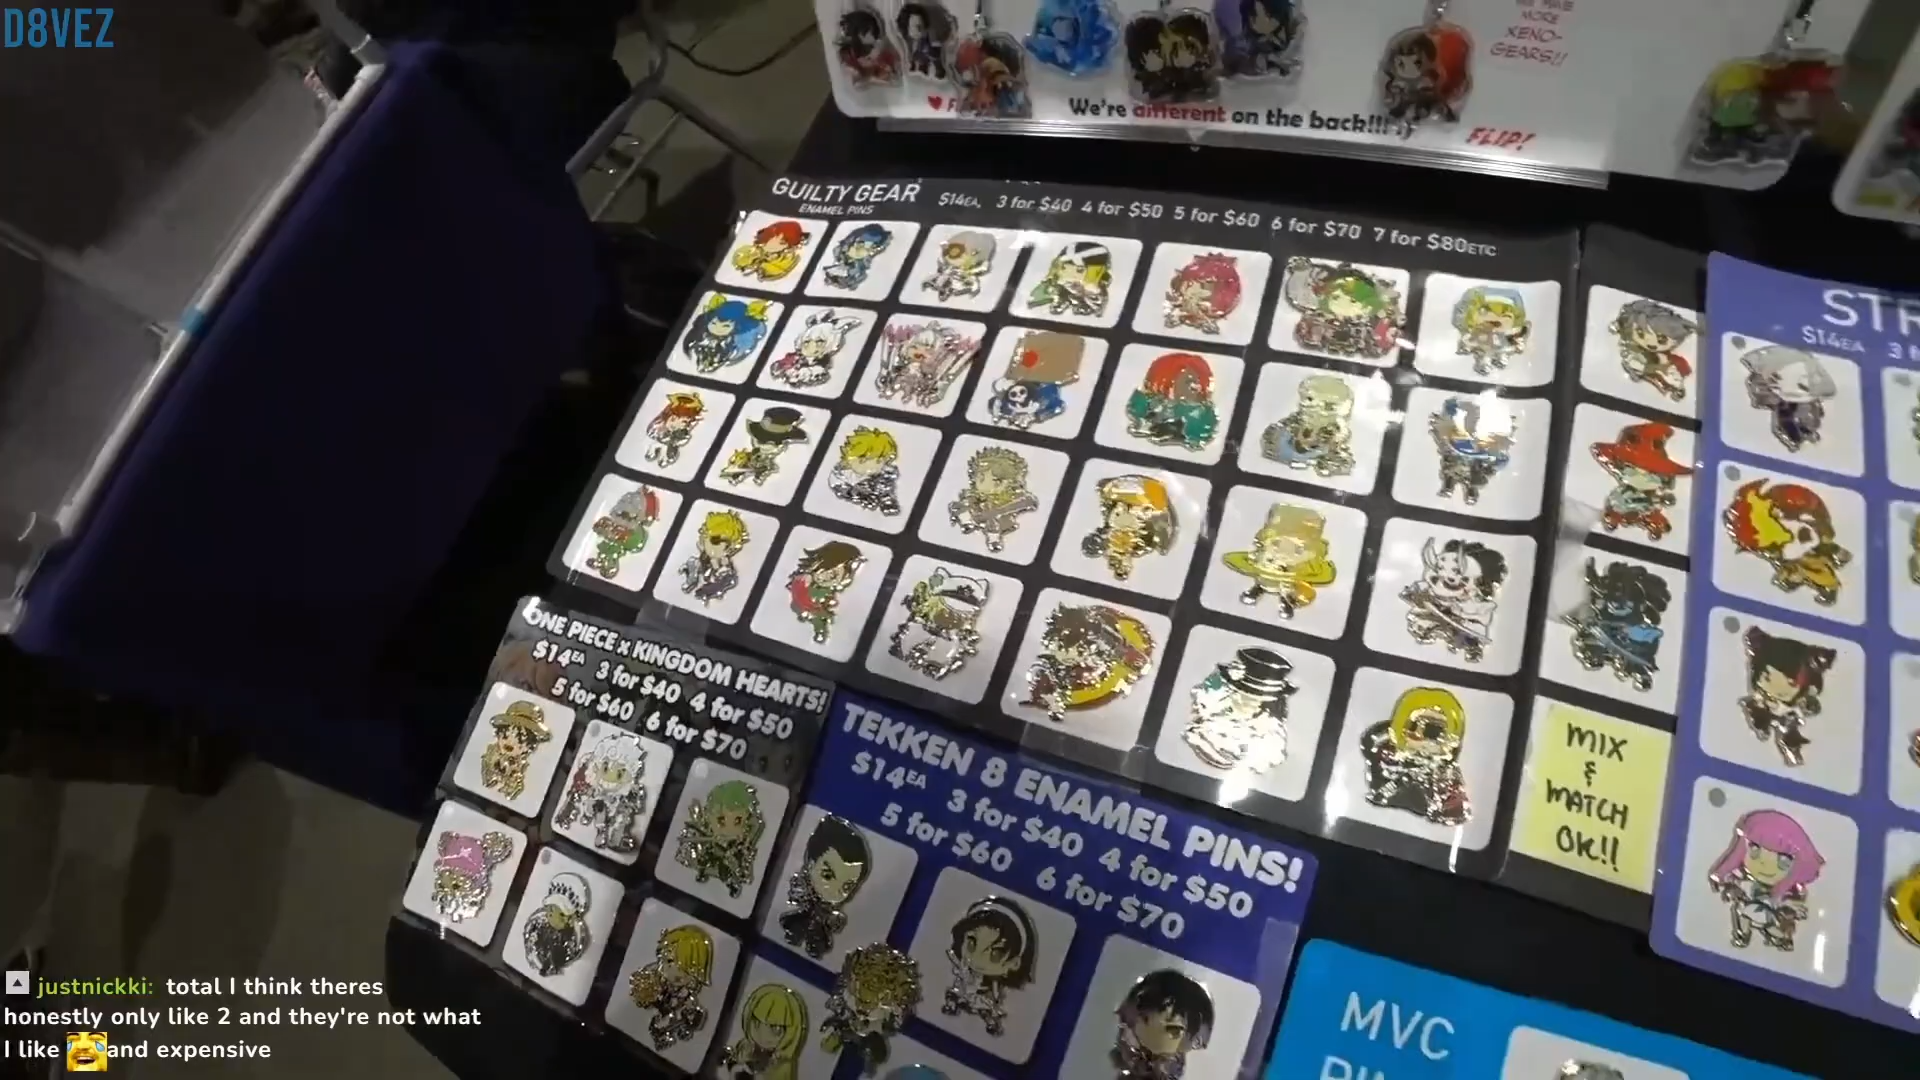 D8VEZ
MORE
XENO-
GEARS!!
We're different on the back!!!
FLIP!
GUILTY GEAR
ENAMEL PINS
$14EA, 3 for $40 4 for $50 5 for $60 6 for $70 7 for $80ETC
STR
$14EA 3 f
ONE PIECE x KINGDOM HEARTS!
$14EA 3 for $40 4 for $50
5 for $60 6 for $70
TEKKEN 8 ENAMEL PINS!
$14EA 3 for $40 4 for $50
5 for $60 6 for $70
MIX
&
MATCH
OK!!
MVC
justnickki: total I think theres
honestly only like 2 and they're not what
I like and expensive